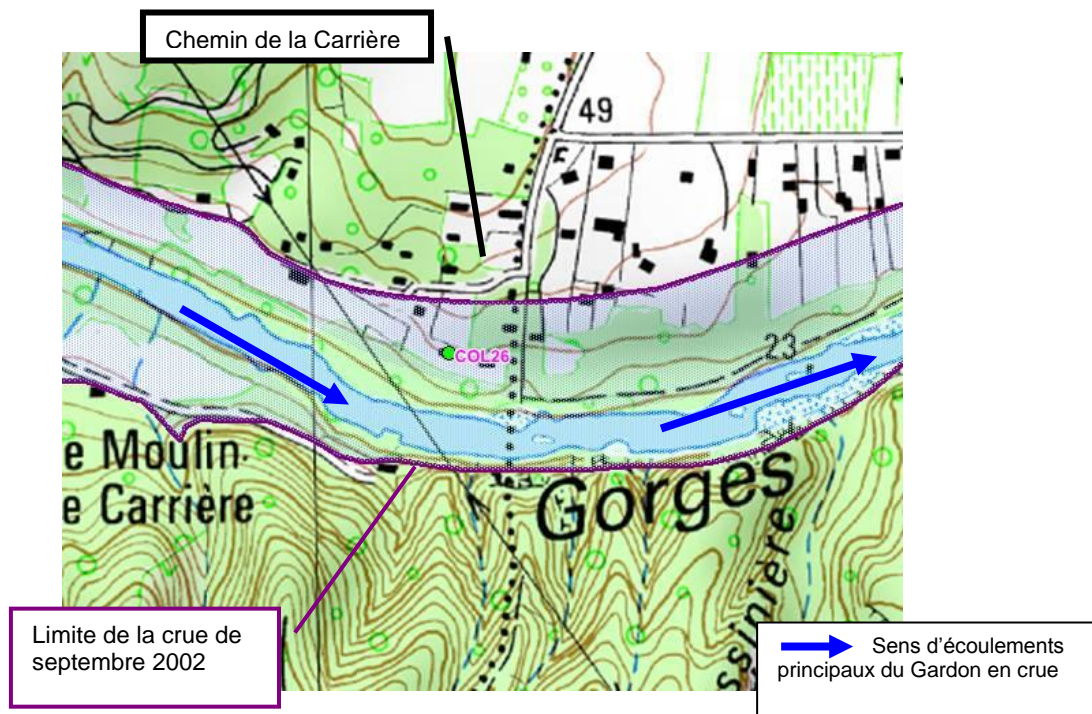 Chemin de la Carrière
49
COL26
23
e Moulin
e Carrière
Gorges
ssinière
Limite de la crue de
septembre 2002
Sens d'écoulements
principaux du Gardon en crue